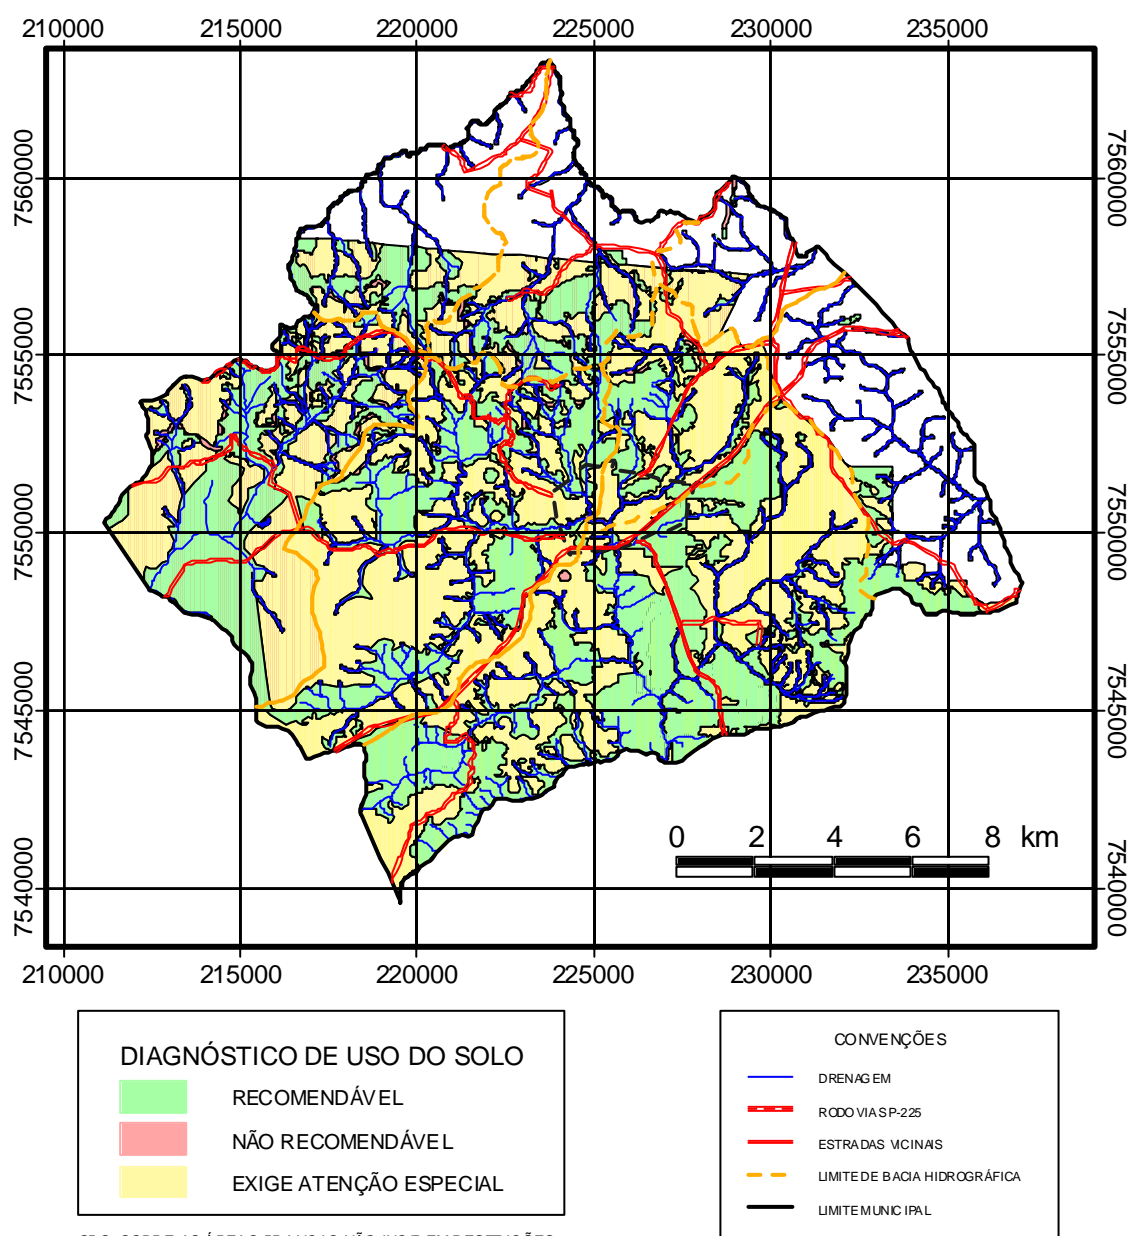 210000 215000 220000 225000 230000 235000
7560000 7560000
7555000 7555000
7550000 7550000
7545000 7545000
7540000 7540000
0 2 4 6 8 km
210000 215000 220000 225000 230000 235000
DIAGNÓSTICO DE USO DO SOLO
RECOMENDÁVEL
NÃO RECOMENDÁVEL
EXIGE ATENÇÃO ESPECIAL
CONVENÇÕES
DRENAGEM
RODOVIA SP-225
ESTRADAS VICINAIS
LIMITE DE BACIA HIDROGRÁFICA
LIMITE MUNICIPAL